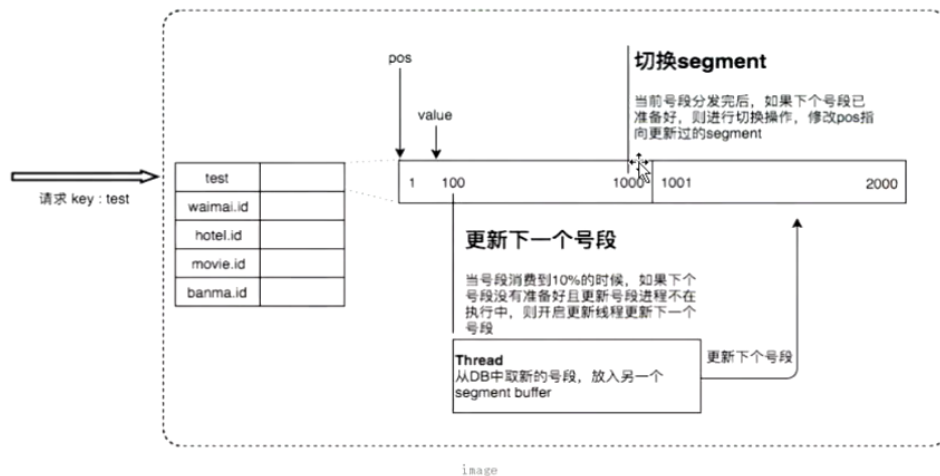 pos
切换segment
当前号段分发完后，如果下个号段已
准备好，则进行切换操作，修改pos指
向更新过的segment
value
请求 key : test
test
waimai.id
hotel.id
movie.id
banma.id
1 100 1000 1001 2000
更新下一个号段
当号段消费到10%的时候，如果下个
号段没有准备好且更新号段进程不在
执行中，则开启更新线程更新下一个
号段
Thread
从DB中取新的号段，放入另一个
segment buffer
更新下个号段
image